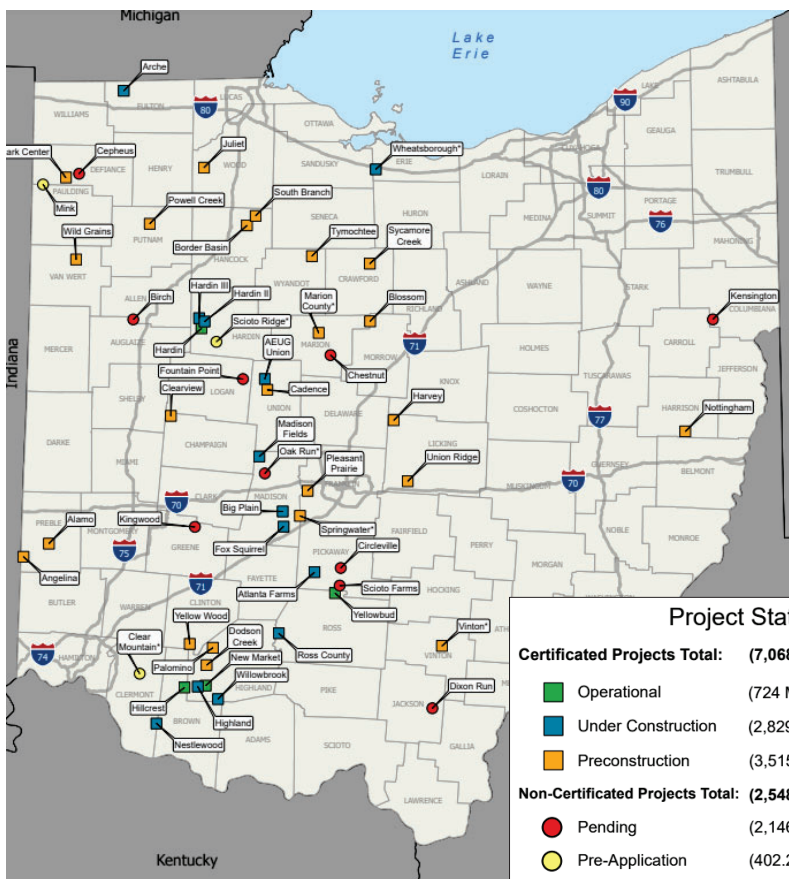 Michigan
Lake
Erie
Arche
LUCAS
FULTON
WILLIAMS
80
OTTAWA
90
LAKE
ASHTABULA
GEAUGA
ark Center
Cepheus
Juliet
Wheatsborough*
DEFIANCE
HENRY
WOOD
SANDUSKY
ERIE
LORAIN
TRUMBULL
80
PAULDING
Mink
Powell Creek
South Branch
PORTAGE
SUMMIT
MEDINA
HURON
SENECA
76
PUTNAM
Border Basin
Tymochtee
Sycamore
Creek
Wild Grains
MAHONING
HANCOCK
VAN WERT
WYANDOT
CRAWFORD
ASHLAND
WAYNE
STARK
Hardin III
Hardin II
Marion
County*
Blossom
RICHLAND
Kensington
COLUMBIANA
ALLEN
Birch
Scioto Ridge*
HARDIN
Hardin
AUGLAIZE
MERCER
MARION
71
CARROLL
AEUG
Union
MORROW
HOLMES
Indiana
Fountain Point
Chestnut
JEFFERSON
Clearview
LOGAN
Cadence
KNOX
TUSCARAWAS
SHELBY
UNION
DELAWARE
Harvey
COSHOCTON
HARRISON
Nottingham
77
Madison
Fields
DARKE
CHAMPAIGN
LICKING
Oak Run*
Pleasant
Prairie
Union Ridge
GUERNSEY
BELMONT
MIAMI
70
FRANKLIN
MUSKINGUM
CLARK
MADISON
70
Big Plain
PREBLE
Alamo
Kingwood
Springwater*
NOBLE
MONTGOMERY
GREENE
Fox Squirrel
FAIRFIELD
MONROE
75
PICKAWAY
Circleville
PERRY
Angelina
MORGAN
71
FAYETTE
Atlanta Farms
Scioto Farms
HOCKING
BUTLER
WARREN
CLINTON
Yellowbud
WASHINGTON
ROSS
Yellow Wood
Dodson
Creek
Vinton*
Clear
Mountain*
Ross County
74
HAMILTON
Palomino
New Market
VINTON
Willowbrook
CLERMONT
HIGHLAND
PIKE
JACKSON
Dixon Run
Hillcrest
BROWN
Highland
Nestlewood
ADAMS
SCIOTO
GALLIA
LAWRENCE
Kentucky
Project Sta
Certificated Projects Total: (7,068
Operational (724 M
Under Construction (2,829
Preconstruction (3,515
Non-Certificated Projects Total: (2,548
Pending (2,146
Pre-Application (402.2